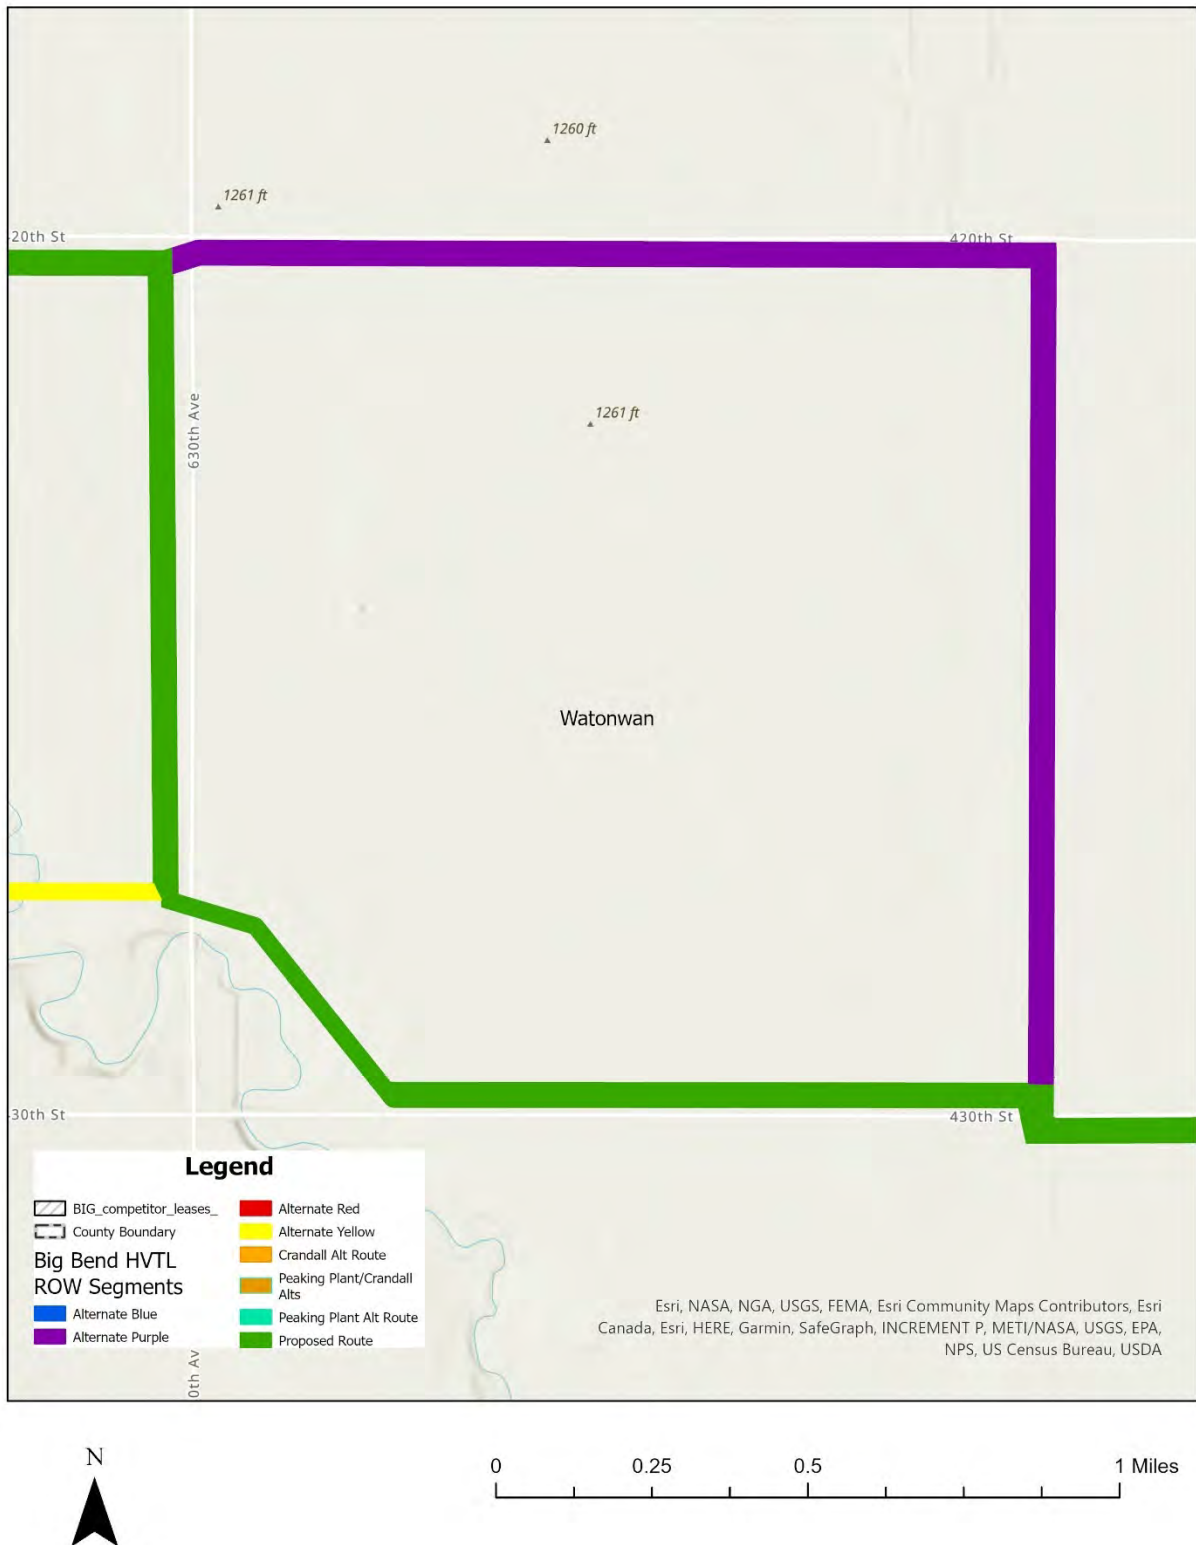 1260 ft
1261 ft
20th St
420th St
630th Ave
1261 ft
Watonwan
30th St
430th St
Legend
BIG_competitor_leases_
County Boundary
Big Bend HVTL
ROW Segments
Alternate Blue
Alternate Purple
Alternate Red
Alternate Yellow
Crandall Alt Route
Peaking Plant/Crandall
Alts
Peaking Plant Alt Route
Proposed Route
0th Av
Esri, NASA, NGA, USGS, FEMA, Esri Community Maps Contributors, Esri
Canada, Esri, HERE, Garmin, SafeGraph, INCREMENT P, METI/NASA, USGS, EPA,
NPS, US Census Bureau, USDA
N
0 0.25 0.5 1 Miles